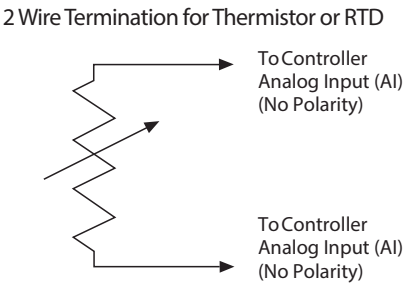 2 Wire Termination for Thermistor or RTD
To Controller
Analog Input (AI)
(No Polarity)
To Controller
Analog Input (AI)
(No Polarity)